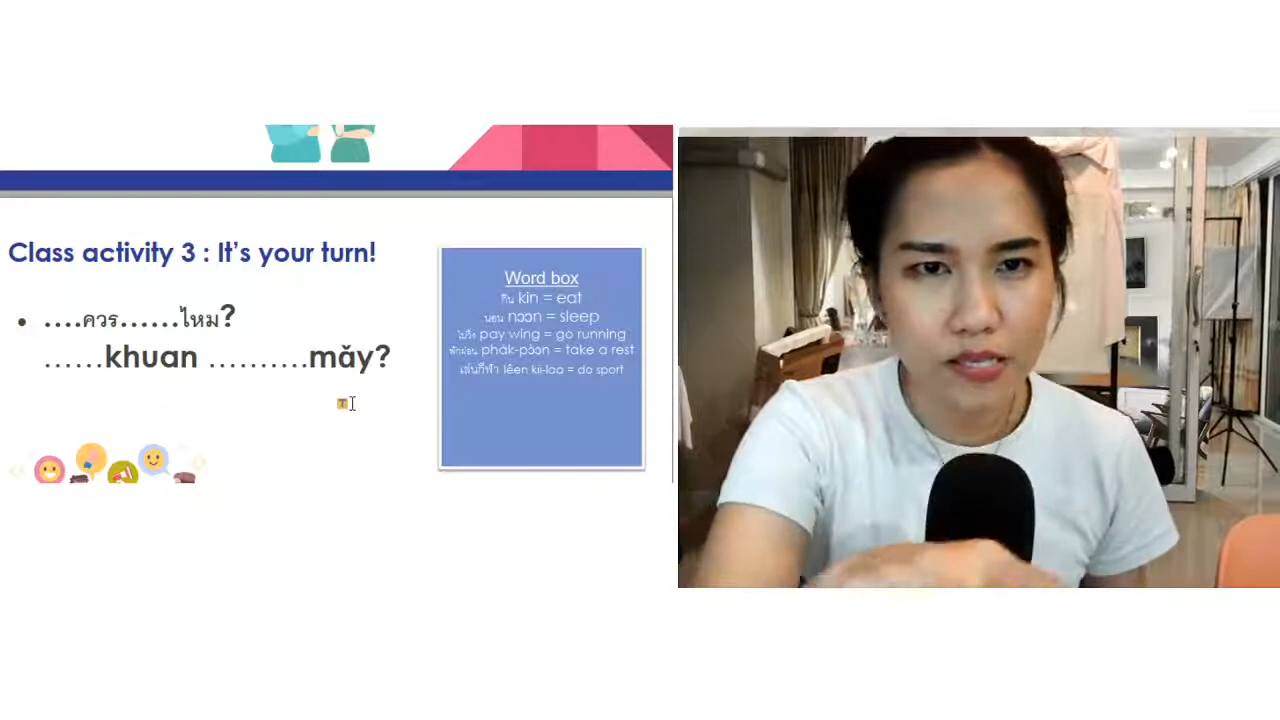 Class activity 3 : It's your turn!
• ....ควร......ไหม?
......khuan ..........mǎy?
Word box
กิน kin = eat
นอน nɔɔn = sleep
ไปวิ่ง pay wîng = go running
พักผ่อน phák-pɔ̀ɔn = take a rest
เล่นกีฬา lêen kii-laa = do sport